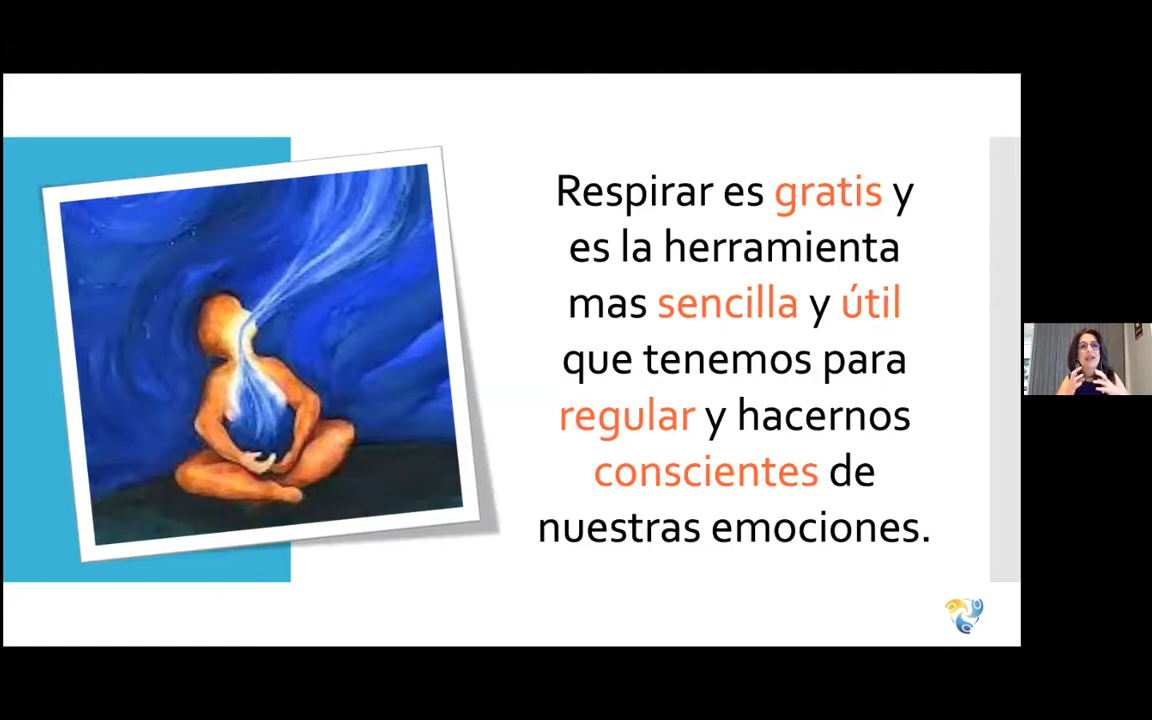 Respirar es gratis y
es la herramienta
mas sencilla y útil
que tenemos para
regular y hacernos
conscientes de
nuestras emociones.